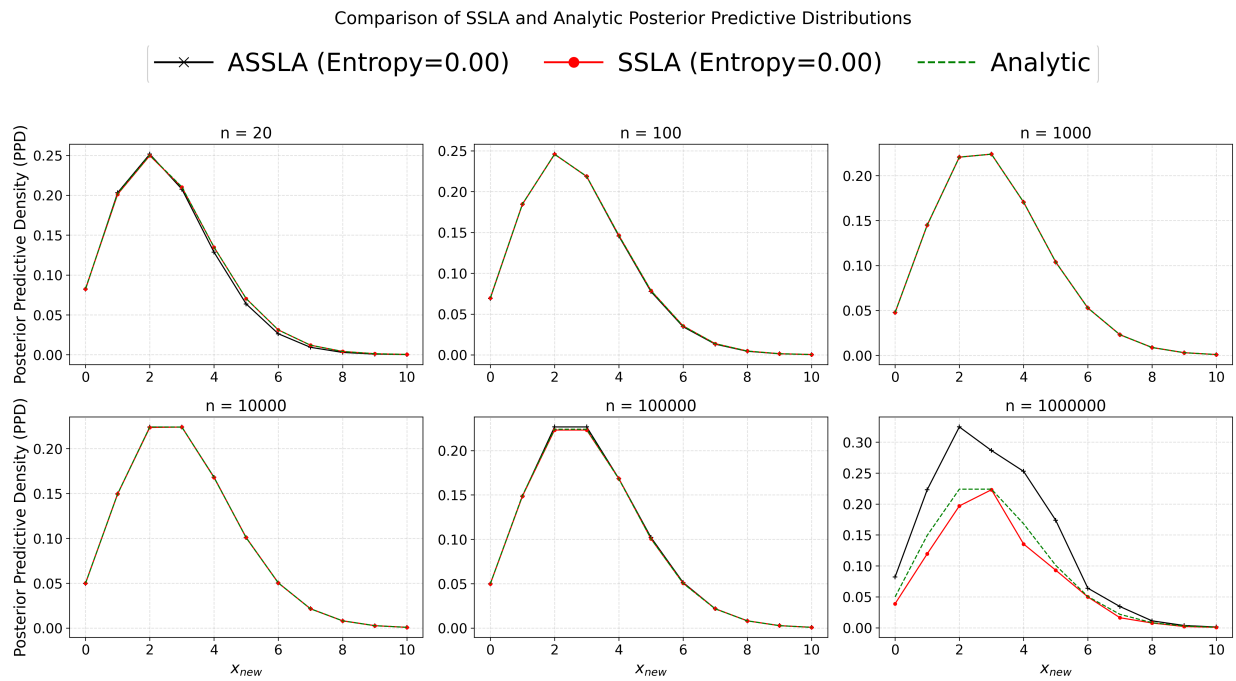 Comparison of SSLA and Analytic Posterior Predictive Distributions
ASSLA (Entropy=0.00) SSLA (Entropy=0.00) Analytic
n = 20 n = 100 n = 1000
Posterior Predictive Density (PPD)
0.25
0.20
0.15
0.10
0.05
0.00
0 2 4 6 8 10
0.25
0.20
0.15
0.10
0.05
0.00
0 2 4 6 8 10
0.20
0.15
0.10
0.05
0.00
0 2 4 6 8 10
n = 10000 n = 100000 n = 1000000
Posterior Predictive Density (PPD)
0.20
0.15
0.10
0.05
0.00
0 2 4 6 8 10
x_new
0.20
0.15
0.10
0.05
0.00
0 2 4 6 8 10
x_new
0.30
0.25
0.20
0.15
0.10
0.05
0.00
0 2 4 6 8 10
x_new